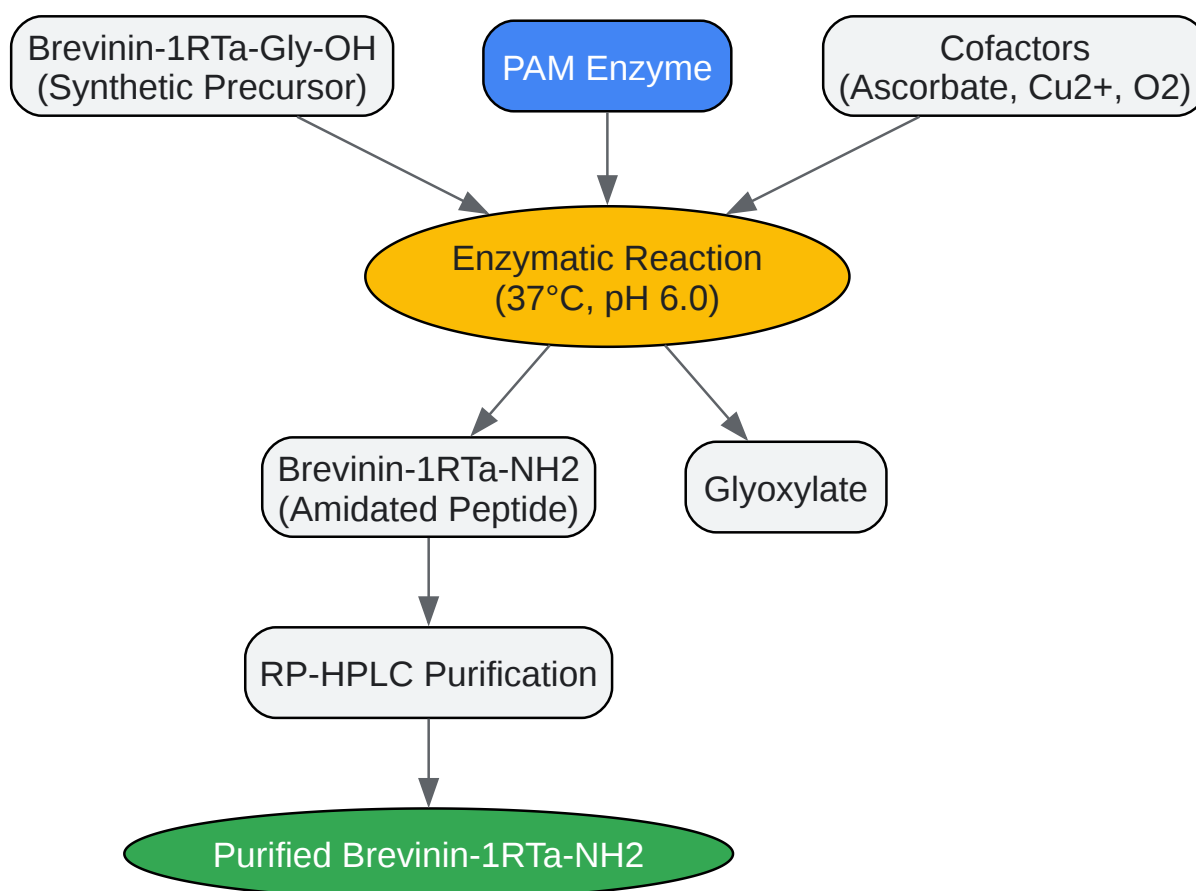 Brevinin-1RTa-Gly-OH
(Synthetic Precursor)
PAM Enzyme
Cofactors
(Ascorbate, Cu2+, O2)
Enzymatic Reaction
(37°C, pH 6.0)
Brevinin-1RTa-NH2
(Amidated Peptide)
Glyoxylate
RP-HPLC Purification
Purified Brevinin-1RTa-NH2